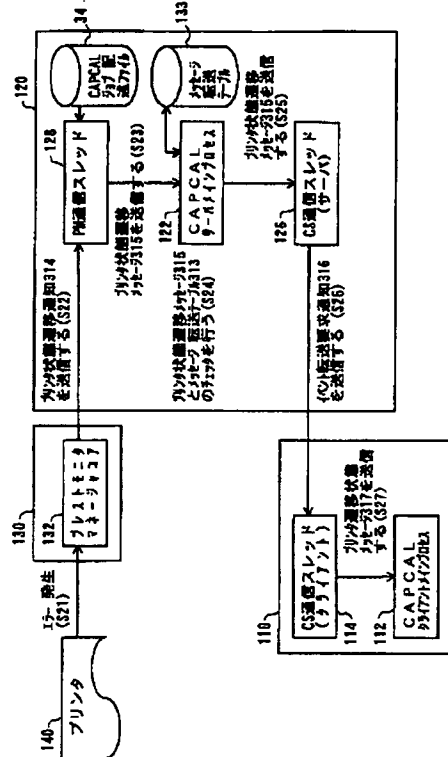 120
34
CAPCAL
ジョブ記述ファイル
133
メッセージ
転送
テーブル
128
PM通信スレッド
プリンタ状態遷移
メッセージ315を送信する(S23)
122
CAPCAL
サーバメインプロセス
プリンタ状態遷移
メッセージ315を送信
する(S25)
126
CS通信スレッド
(サーバ)
プリンタ状態遷移メッセージ315
とメッセージ転送テーブル313
のチェックを行う(S24)
プリンタ状態遷移通知314
を送信する(S22)
イベント転送要求通知316
を送信する(S26)
130
132
プレストモニタ
マネージャコア
エラー発生
(S21)
140
プリンタ
110
CS通信スレッド
(クライアント)
114
プリンタ遷移状態
メッセージ317を送信
する(S27)
112
CAPCAL
クライアントメインプロセス